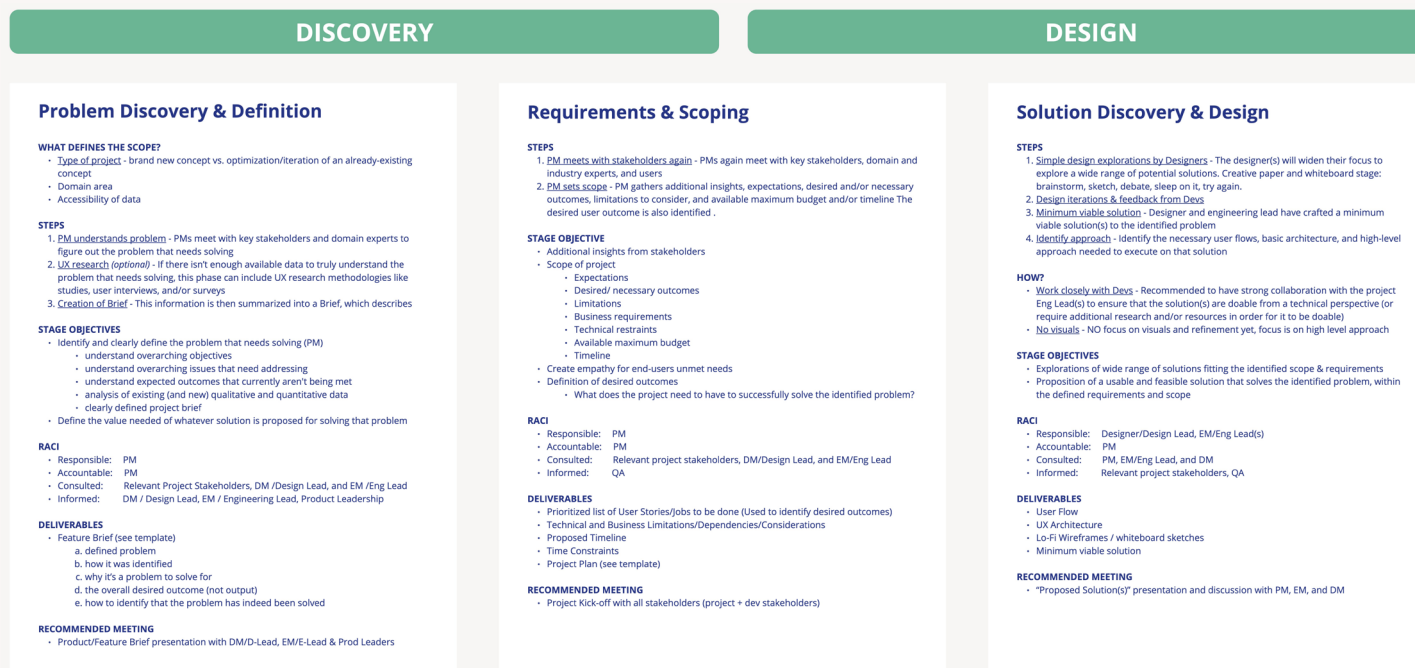 DISCOVERY
DESIGN
Problem Discovery & Definition
WHAT DEFINES THE SCOPE?
• Type of project - brand new concept vs. optimization/iteration of an already-existing
concept
• Domain area
• Accessibility of data
STEPS
1. PM understands problem - PMs meet with key stakeholders and domain experts to
figure out the problem that needs solving
2. UX research (optional) - If there isn't enough available data to truly understand the
problem that needs solving, this phase can include UX research methodologies like
studies, user interviews, and/or surveys
3. Creation of Brief - This information is then summarized into a Brief, which describes
STAGE OBJECTIVES
• Identify and clearly define the problem that needs solving (PM)
• understand overarching objectives
• understand overarching issues that need addressing
• understand expected outcomes that currently aren't being met
• analysis of existing (and new) qualitative and quantitative data
• clearly defined project brief
• Define the value needed of whatever solution is proposed for solving that problem
RACI
• Responsible: PM
• Accountable: PM
• Consulted: Relevant Project Stakeholders, DM /Design Lead, and EM /Eng Lead
• Informed: DM / Design Lead, EM / Engineering Lead, Product Leadership
DELIVERABLES
• Feature Brief (see template)
a. defined problem
b. how it was identified
c. why it's a problem to solve for
d. the overall desired outcome (not output)
e. how to identify that the problem has indeed been solved
RECOMMENDED MEETING
• Product/Feature Brief presentation with DM/D-Lead, EM/E-Lead & Prod Leaders
Requirements & Scoping
STEPS
1. PM meets with stakeholders again - PMs again meet with key stakeholders, domain and
industry experts, and users
2. PM sets scope - PM gathers additional insights, expectations, desired and/or necessary
outcomes, limitations to consider, and available maximum budget and/or timeline The
desired user outcome is also identified .
STAGE OBJECTIVE
• Additional insights from stakeholders
• Scope of project
• Expectations
• Desired/ necessary outcomes
• Limitations
• Business requirements
• Technical restraints
• Available maximum budget
• Timeline
• Create empathy for end-users unmet needs
• Definition of desired outcomes
• What does the project need to have to successfully solve the identified problem?
RACI
• Responsible: PM
• Accountable: PM
• Consulted: Relevant project stakeholders, DM/Design Lead, and EM/Eng Lead
• Informed: QA
DELIVERABLES
• Prioritized list of User Stories/Jobs to be done (Used to identify desired outcomes)
• Technical and Business Limitations/Dependencies/Considerations
• Proposed Timeline
• Time Constraints
• Project Plan (see template)
RECOMMENDED MEETING
• Project Kick-off with all stakeholders (project + dev stakeholders)
Solution Discovery & Design
STEPS
1. Simple design explorations by Designers - The designer(s) will widen their focus to
explore a wide range of potential solutions. Creative paper and whiteboard stage:
brainstorm, sketch, debate, sleep on it, try again.
2. Design iterations & feedback from Devs
3. Minimum viable solution - Designer and engineering lead have crafted a minimum
viable solution(s) to the identified problem
4. Identify approach - Identify the necessary user flows, basic architecture, and high-level
approach needed to execute on that solution
HOW?
• Work closely with Devs - Recommended to have strong collaboration with the project
Eng Lead(s) to ensure that the solution(s) are doable from a technical perspective (or
require additional research and/or resources in order for it to be doable)
• No visuals - NO focus on visuals and refinement yet, focus is on high level approach
STAGE OBJECTIVES
• Explorations of wide range of solutions fitting the identified scope & requirements
• Proposition of a usable and feasible solution that solves the identified problem, within
the defined requirements and scope
RACI
• Responsible: Designer/Design Lead, EM/Eng Lead(s)
• Accountable: PM
• Consulted: PM, EM/Eng Lead, and DM
• Informed: Relevant project stakeholders, QA
DELIVERABLES
• User Flow
• UX Architecture
• Lo-Fi Wireframes / whiteboard sketches
• Minimum viable solution
RECOMMENDED MEETING
• "Proposed Solution(s)" presentation and discussion with PM, EM, and DM